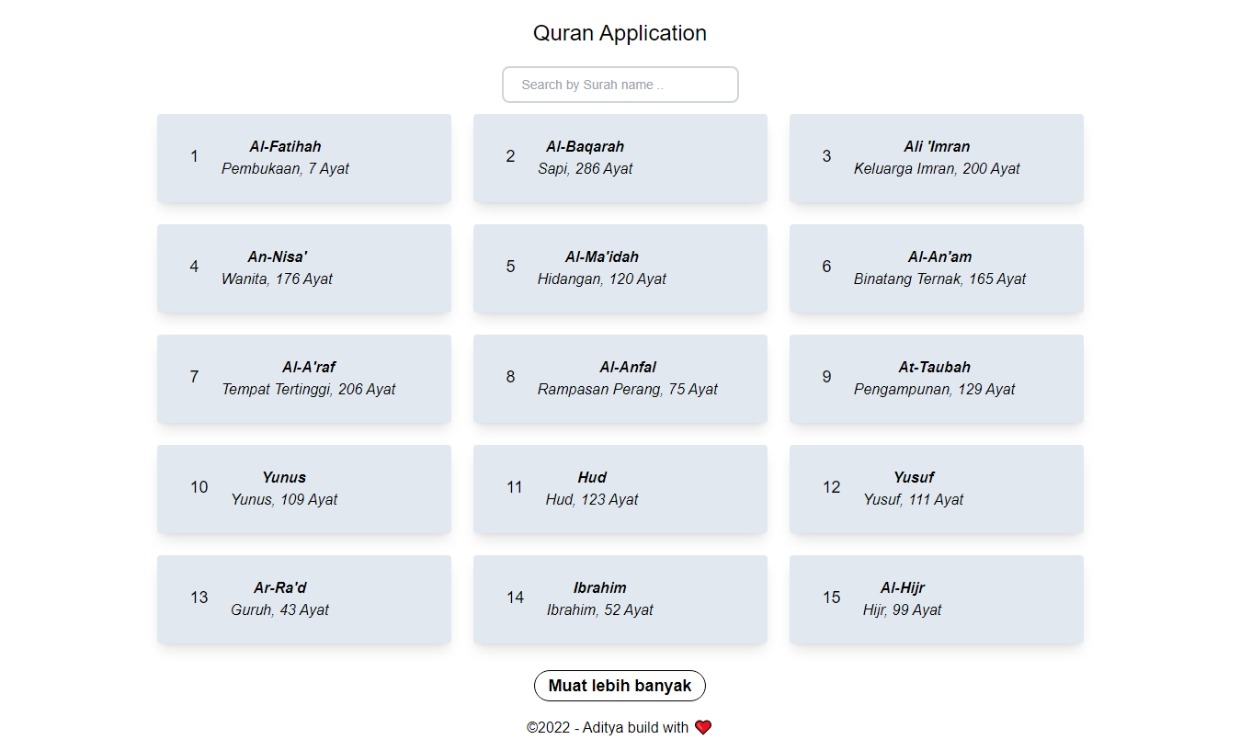 Quran Application
Search by Surah name ..
1
Al-Fatihah
Pembukaan, 7 Ayat
2
Al-Baqarah
Sapi, 286 Ayat
3
Ali 'Imran
Keluarga Imran, 200 Ayat
4
An-Nisa'
Wanita, 176 Ayat
5
Al-Ma'idah
Hidangan, 120 Ayat
6
Al-An'am
Binatang Ternak, 165 Ayat
7
Al-A'raf
Tempat Tertinggi, 206 Ayat
8
Al-Anfal
Rampasan Perang, 75 Ayat
9
At-Taubah
Pengampunan, 129 Ayat
10
Yunus
Yunus, 109 Ayat
11
Hud
Hud, 123 Ayat
12
Yusuf
Yusuf, 111 Ayat
13
Ar-Ra'd
Guruh, 43 Ayat
14
Ibrahim
Ibrahim, 52 Ayat
15
Al-Hijr
Hijr, 99 Ayat
Muat lebih banyak
©2022 - Aditya build with ❤️